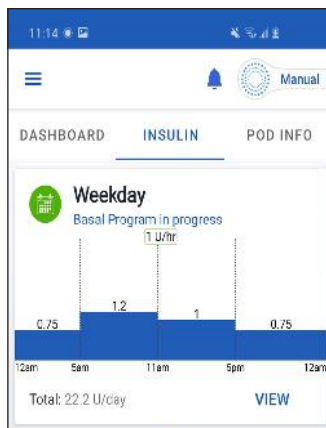 11:14
Manual
DASHBOARD INSULIN POD INFO
Weekday
Basal Program in progress
1 U/hr
0.75 1.2 1 0.75
12am 5am 11am 5pm 12am
Total: 22.2 U/day VIEW